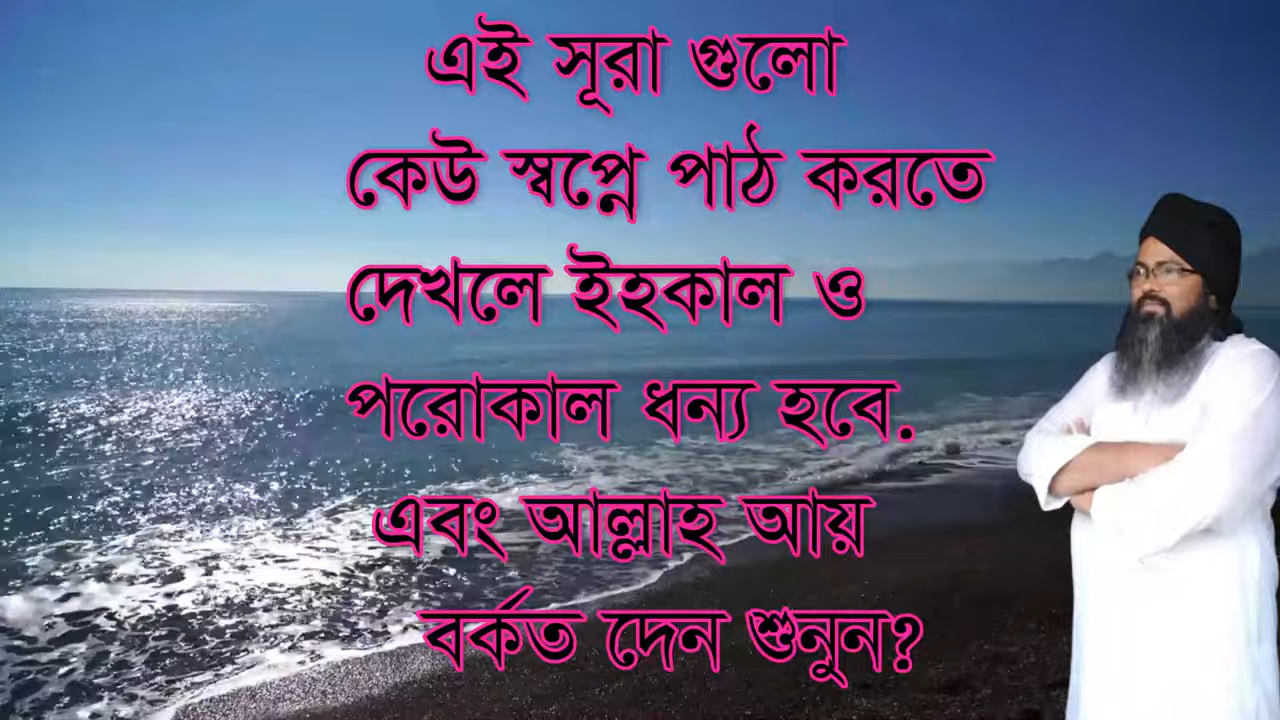 এই সূরা গুলো
কেউ স্বপ্নে পাঠ করতে
দেখলে ইহকাল ও
পরোকাল ধন্য হবে.
এবং আল্লাহ আয়
বর্কত দেন শুনুন?